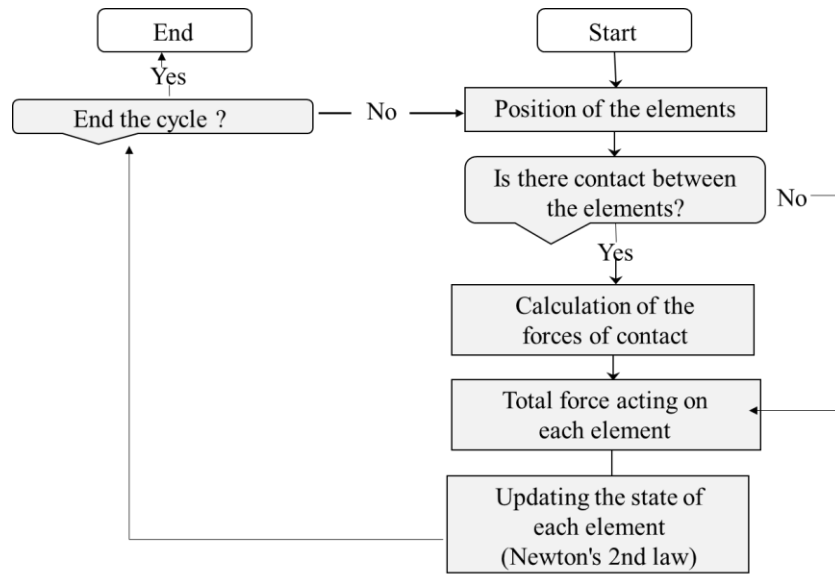 End
Start
Yes
End the cycle ?
No
Position of the elements
Is there contact between
the elements?
No
Yes
Calculation of the
forces of contact
Total force acting on
each element
Updating the state of
each element
(Newton's 2nd law)